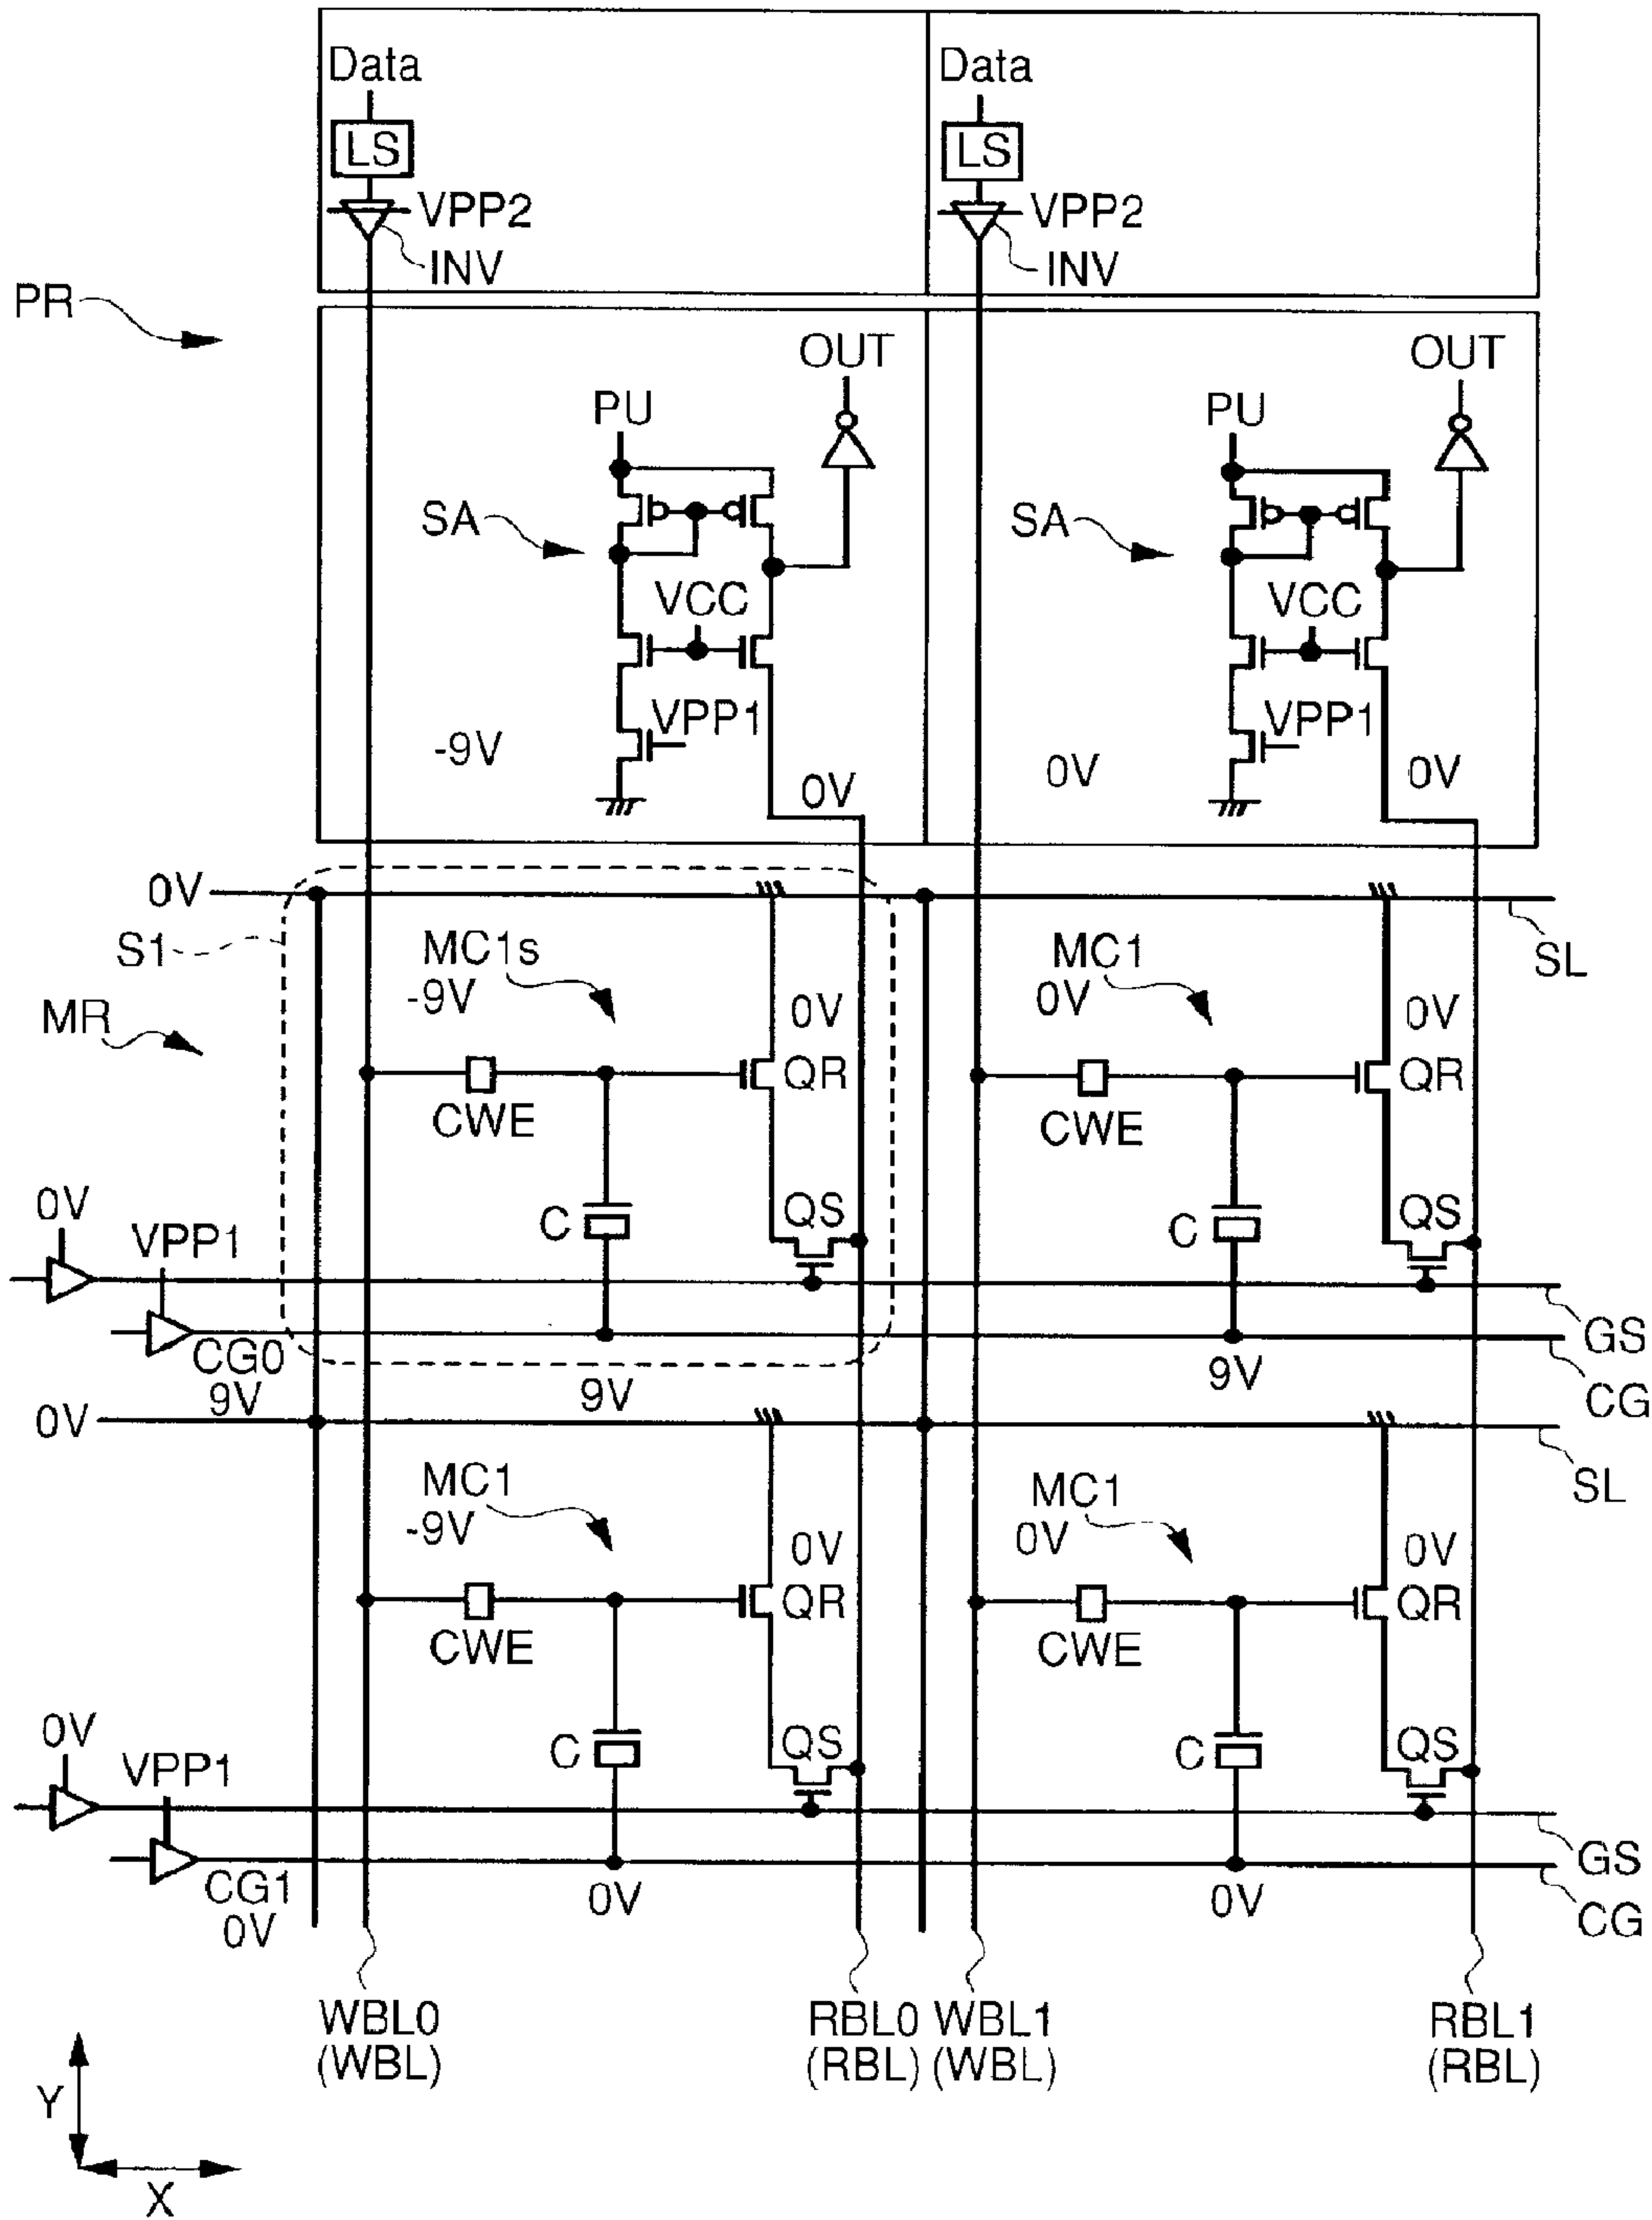 Data
Data
LS
LS
VPP2
VPP2
INV
INV
PR
OUT
OUT
PU
PU
SA
SA
VCC
VCC
VPP1
VPP1
-9V
0V
0V
0V
0V
S1
SL
MC1s
-9V
MC1
0V
MR
0V
0V
QR
QR
CWE
CWE
0V
VPP1
C
QS
C
QS
GS
CG0
9V
9V
9V
CG
0V
SL
MC1
-9V
MC1
0V
0V
0V
QR
QR
CWE
CWE
0V
VPP1
C
QS
C
QS
GS
CG1
0V
0V
0V
CG
WBL0
(WBL)
RBL0
(RBL)
WBL1
(WBL)
RBL1
(RBL)
Y
X